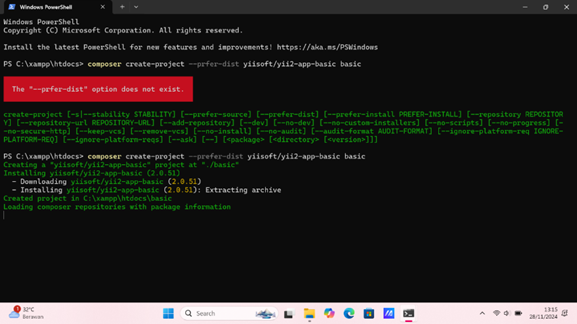 Windows PowerShell
Windows PowerShell
Copyright (C) Microsoft Corporation. All rights reserved.
Install the latest PowerShell for new features and improvements! https://aka.ms/PSWindows
PS C:\xampp\htdocs> composer create-project --prfer-dist yiisoft/yii2-app-basic basic
The "--prfer-dist" option does not exist.
create-project [-s|--stability STABILITY] [--prefer-source] [--prefer-dist] [--prefer-install PREFER-INSTALL] [--repository REPOSITOR
Y] [--repository-url REPOSITORY-URL] [--add-repository] [--dev] [--no-dev] [--no-custom-installers] [--no-scripts] [--no-progress] [-
-no-secure-http] [--keep-vcs] [--remove-vcs] [--no-install] [--no-audit] [--audit-format AUDIT-FORMAT] [--ignore-platform-req IGNORE-
PLATFORM-REQ] [--ignore-platform-reqs] [--ask] [--] [<package> [<directory> [<version>]]]
PS C:\xampp\htdocs> composer create-project --prefer-dist yiisoft/yii2-app-basic basic
Creating a "yiisoft/yii2-app-basic" project at "./basic"
Installing yiisoft/yii2-app-basic (2.0.51)
- Downloading yiisoft/yii2-app-basic (2.0.51)
- Installing yiisoft/yii2-app-basic (2.0.51): Extracting archive
Created project in C:\xampp\htdocs\basic
Loading composer repositories with package information
32°C
Berawan
Search
13:15
28/11/2024